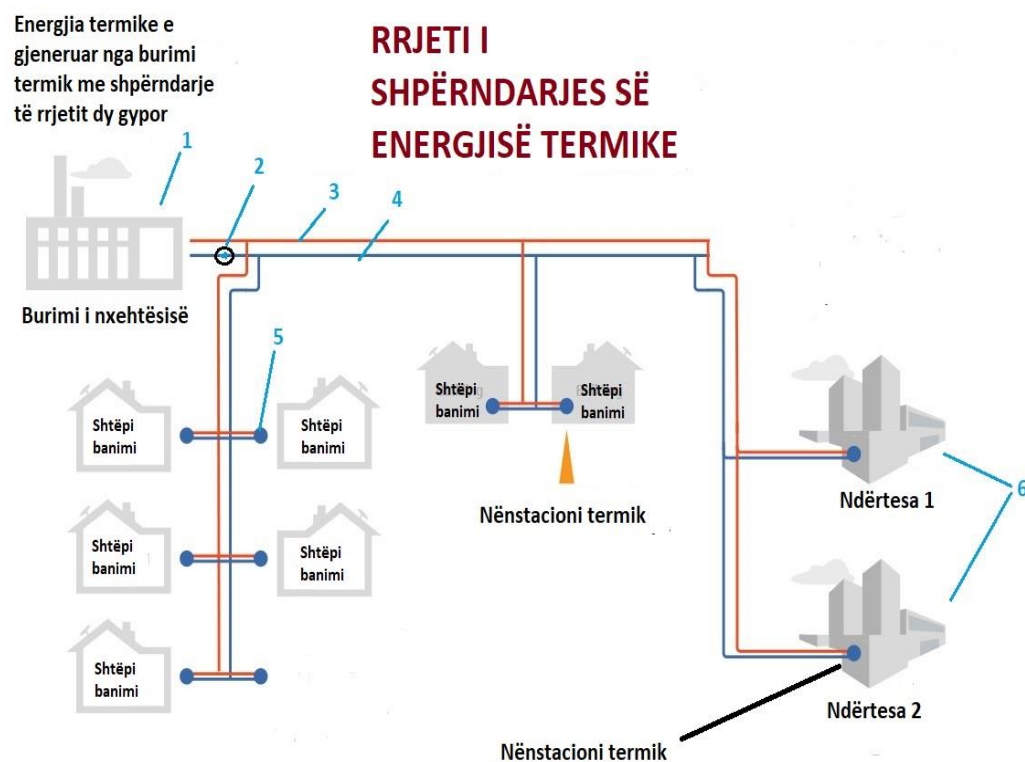 Energjia termike e
gjeneruar nga burimi
termik me shpërndarje
të rrjetit dy gypor
RRJETI I
SHPËRNDARJES SË
ENERGJISË TERMIKE
1
2
3
4
Burimi i nxehtësisë
5
Shtëpi
banimi
Shtëpi
banimi
Shtëpi
banimi
Shtëpi
banimi
Nënstacioni termik
6
Ndërtesa 1
Shtëpi
banimi
Shtëpi
banimi
Shtëpi
banimi
Ndërtesa 2
Nënstacioni termik